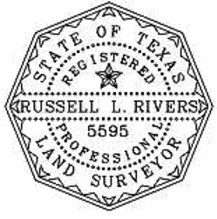 STATE OF TEXAS
REGISTERED
RUSSELL L. RIVERS
5595
PROFESSIONAL
LAND SURVEYOR